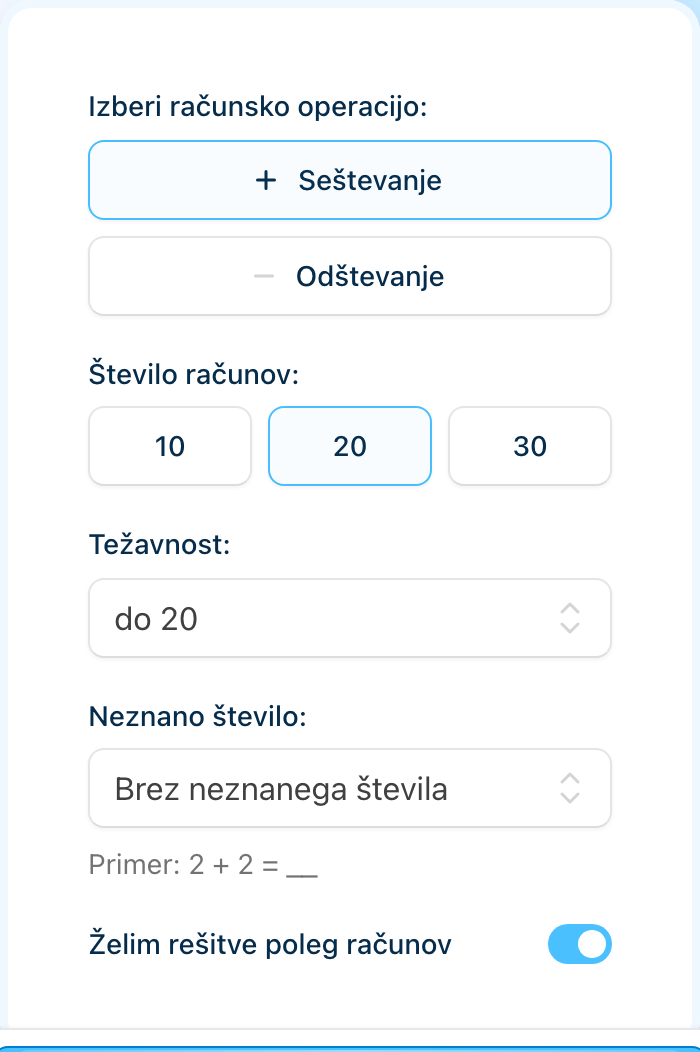 Izberi računsko operacijo:
+ Seštevanje
− Odštevanje
Število računov:
10 20 30
Težavnost:
do 20
Neznano število:
Brez neznanega števila
Primer: 2 + 2 = __
Želim rešitve poleg računov